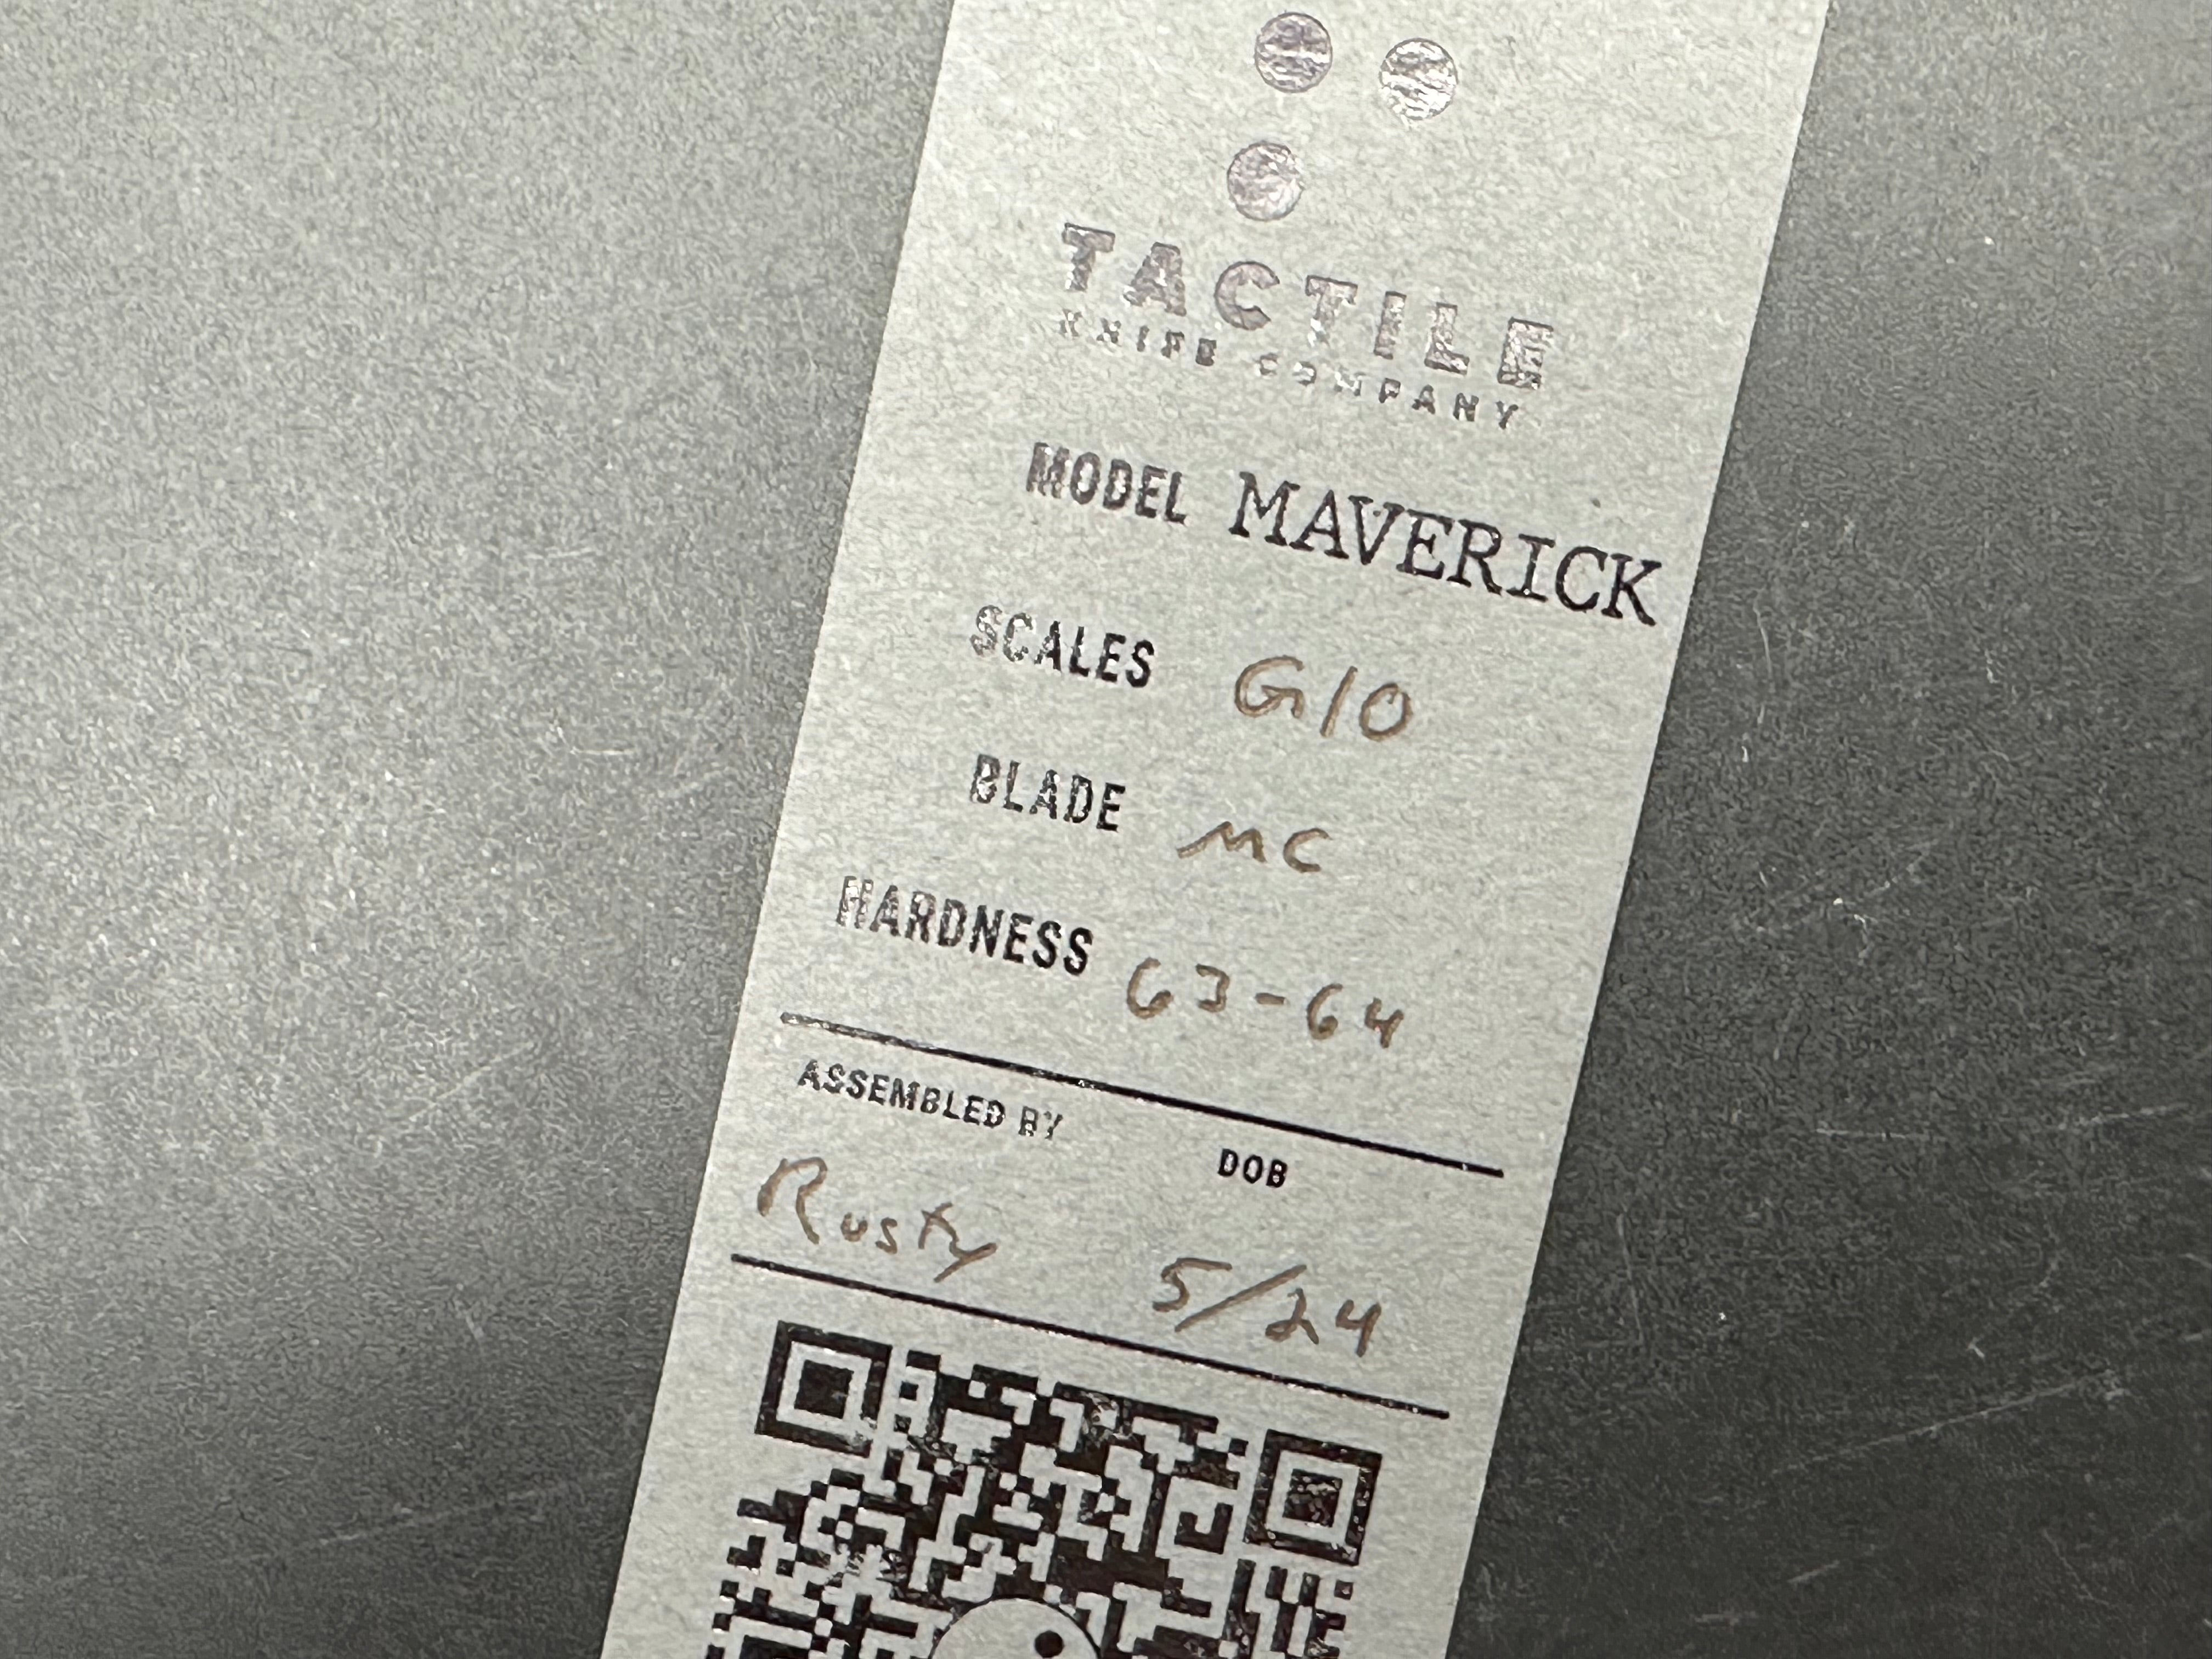 TACTILE
KNIFE COMPANY
MODEL MAVERICK
SCALES G10
BLADE MC
HARDNESS 63-64
ASSEMBLED BY DOB
Rusty 5/24